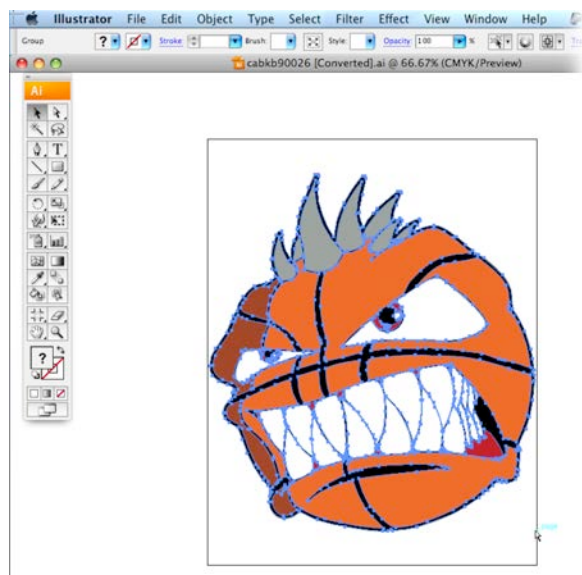 Illustrator File Edit Object Type Select Filter Effect View Window Help
Group ? Stroke: Brush: Style: Opacity: 100 %
cabkb90026 [Converted].ai @ 66.67% (CMYK/Preview)
Ai
T
?